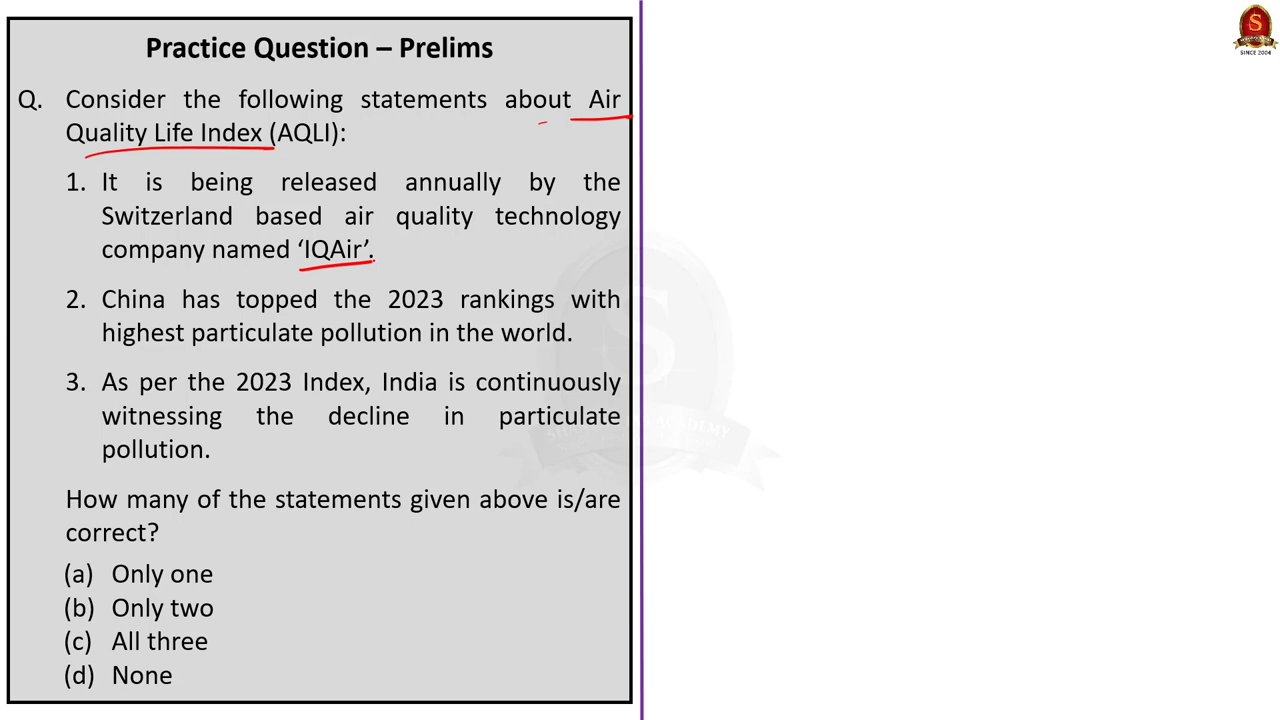 Practice Question – Prelims
Q. Consider the following statements about Air
Quality Life Index (AQLI):
1. It is being released annually by the
Switzerland based air quality technology
company named ‘IQAir’.
2. China has topped the 2023 rankings with
highest particulate pollution in the world.
3. As per the 2023 Index, India is continuously
witnessing the decline in particulate
pollution.
How many of the statements given above is/are
correct?
(a) Only one
(b) Only two
(c) All three
(d) None
S
SINCE 2004